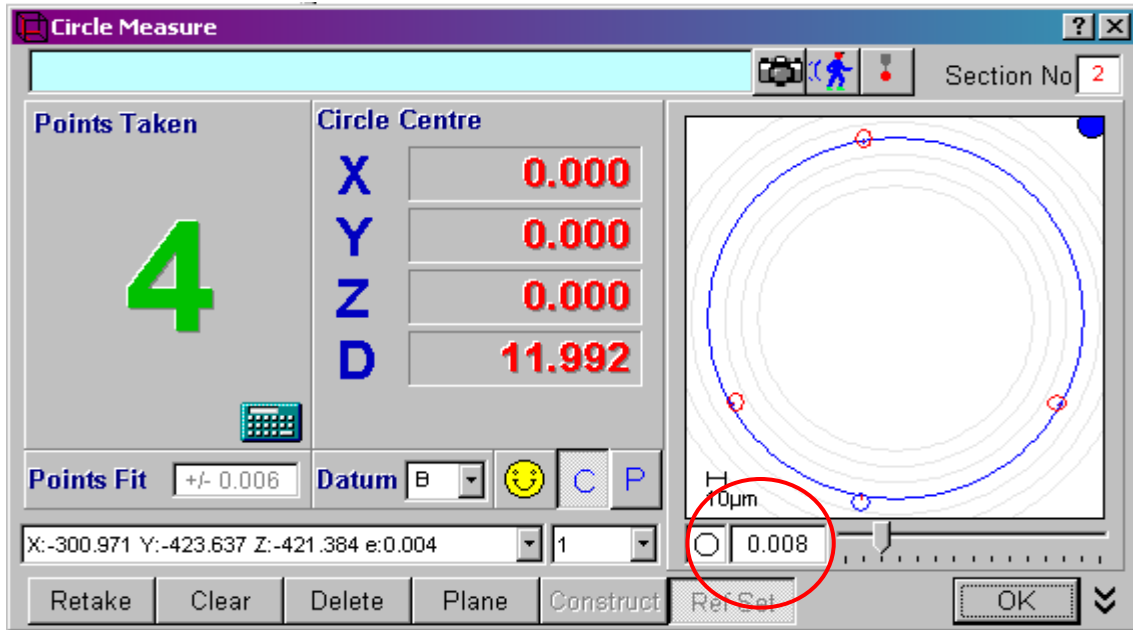 Circle Measure
Section No 2
Points Taken
4
Circle Centre
X 0.000
Y 0.000
Z 0.000
D 11.992
10µm
Points Fit +/- 0.006
Datum B C P
X:-300.971 Y:-423.637 Z:-421.384 e:0.004 1
0.008
Retake Clear Delete Plane Construct Ref Set OK